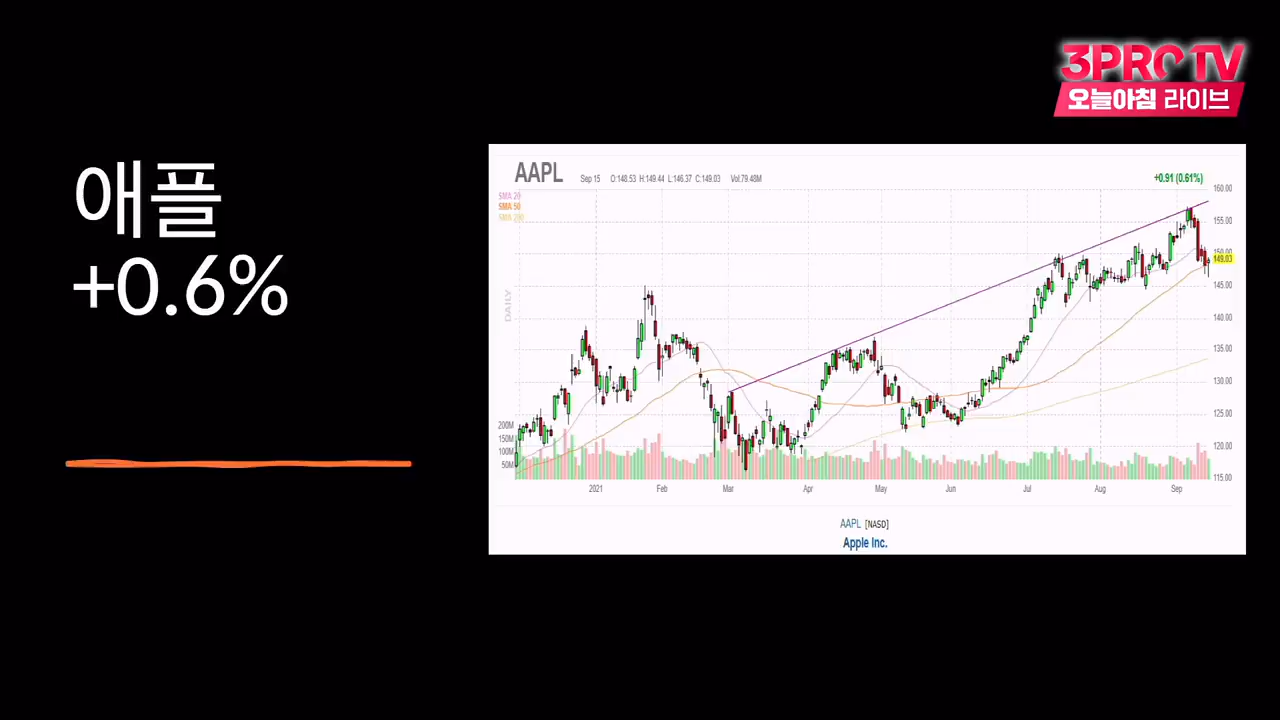 3PRO TV
오늘아침 라이브
애플
+0.6%
AAPL Sep 15 O:148.53 H:149.44 L:146.37 C:149.03 Vol:79.48M +0.91 (0.61%)
SMA 20
SMA 50
SMA 200
DAILY
160.00
155.00
150.00
149.03
145.00
140.00
135.00
130.00
125.00
120.00
115.00
200M
150M
100M
50M
2021 Feb Mar Apr May Jun Jul Aug Sep
AAPL [NASD]
Apple Inc.